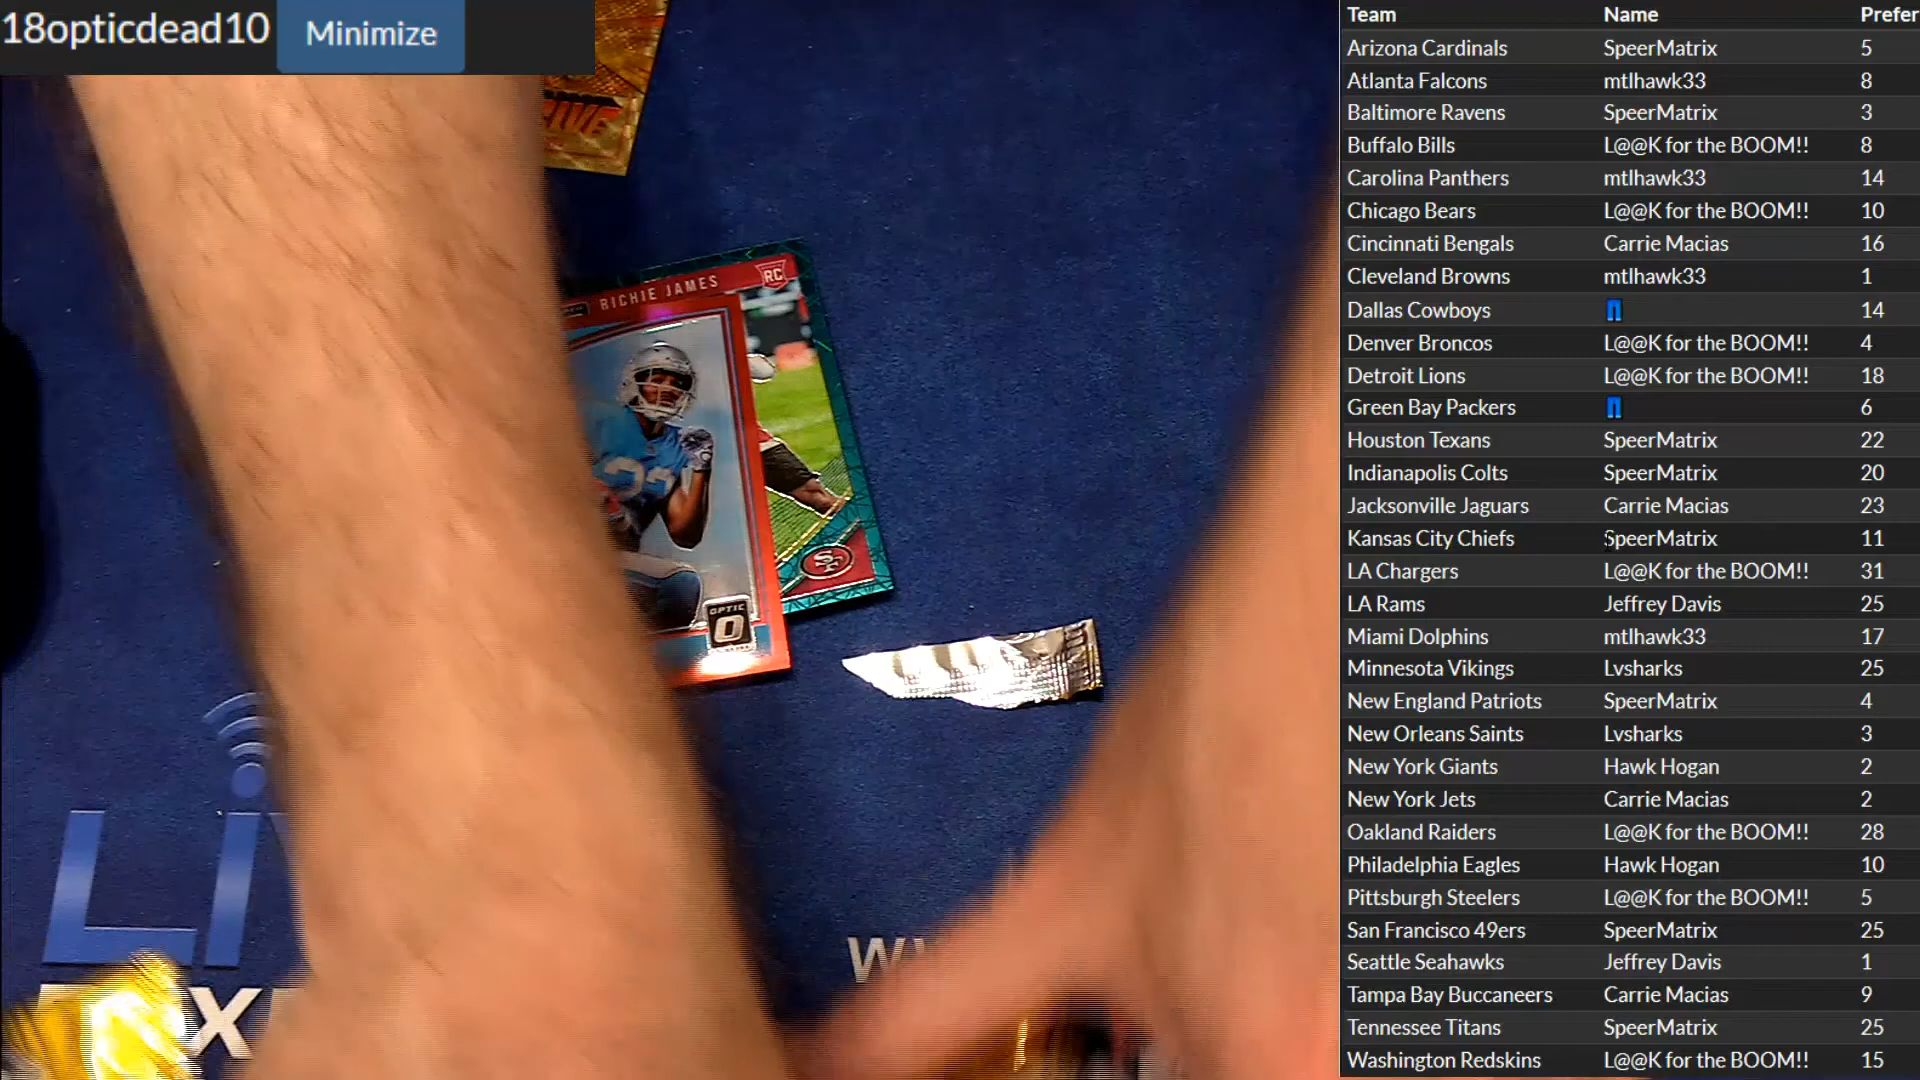 18opticdead10 Minimize
RICHIE JAMES RC
OPTIC
O
SF
Li
Team Name Prefer
Arizona Cardinals SpeerMatrix 5
Atlanta Falcons mtlhawk33 8
Baltimore Ravens SpeerMatrix 3
Buffalo Bills L@@K for the BOOM!! 8
Carolina Panthers mtlhawk33 14
Chicago Bears L@@K for the BOOM!! 10
Cincinnati Bengals Carrie Macias 16
Cleveland Browns mtlhawk33 1
Dallas Cowboys 14
Denver Broncos L@@K for the BOOM!! 4
Detroit Lions L@@K for the BOOM!! 18
Green Bay Packers 6
Houston Texans SpeerMatrix 22
Indianapolis Colts SpeerMatrix 20
Jacksonville Jaguars Carrie Macias 23
Kansas City Chiefs SpeerMatrix 11
LA Chargers L@@K for the BOOM!! 31
LA Rams Jeffrey Davis 25
Miami Dolphins mtlhawk33 17
Minnesota Vikings Lvsharks 25
New England Patriots SpeerMatrix 4
New Orleans Saints Lvsharks 3
New York Giants Hawk Hogan 2
New York Jets Carrie Macias 2
Oakland Raiders L@@K for the BOOM!! 28
Philadelphia Eagles Hawk Hogan 10
Pittsburgh Steelers L@@K for the BOOM!! 5
San Francisco 49ers SpeerMatrix 25
Seattle Seahawks Jeffrey Davis 1
Tampa Bay Buccaneers Carrie Macias 9
Tennessee Titans SpeerMatrix 25
Washington Redskins L@@K for the BOOM!! 15